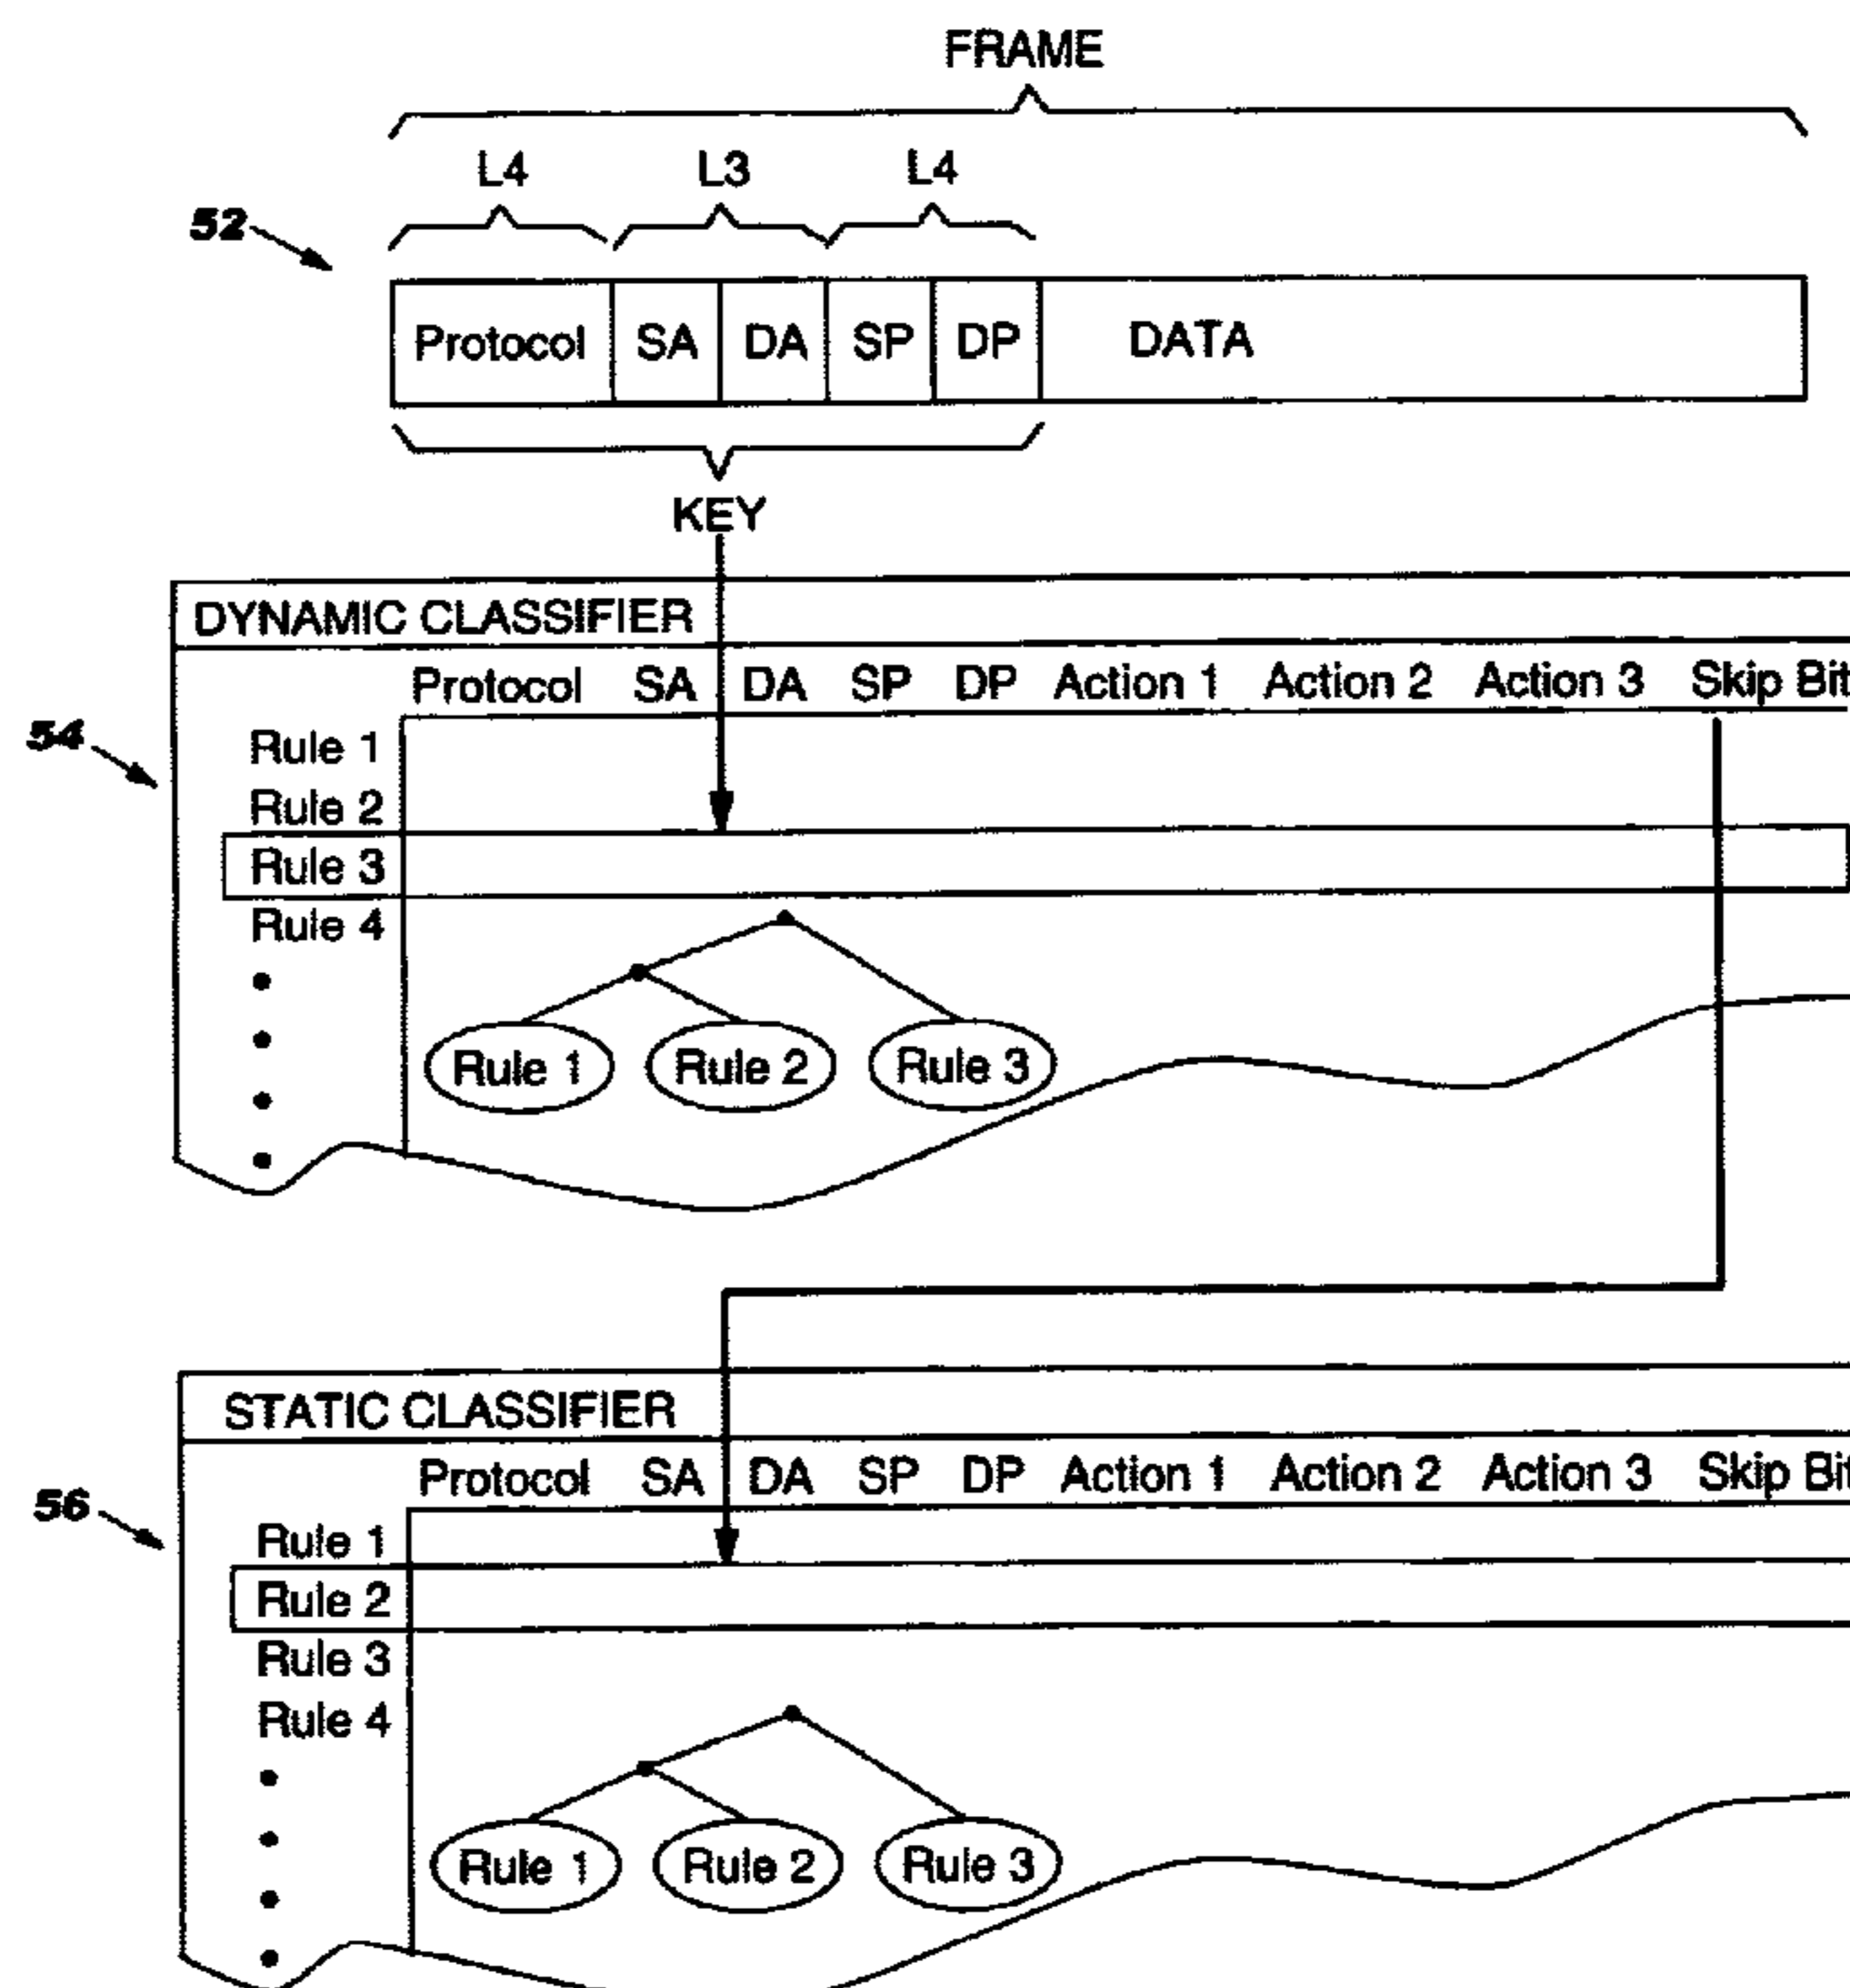 FRAME
L4 L3 L4
52
Protocol SA DA SP DP DATA
KEY
DYNAMIC CLASSIFIER
Protocol SA DA SP DP Action 1 Action 2 Action 3 Skip Bit
54
Rule 1
Rule 2
Rule 3
Rule 4
Rule 1 Rule 2 Rule 3
STATIC CLASSIFIER
Protocol SA DA SP DP Action 1 Action 2 Action 3 Skip Bit
56
Rule 1
Rule 2
Rule 3
Rule 4
Rule 1 Rule 2 Rule 3